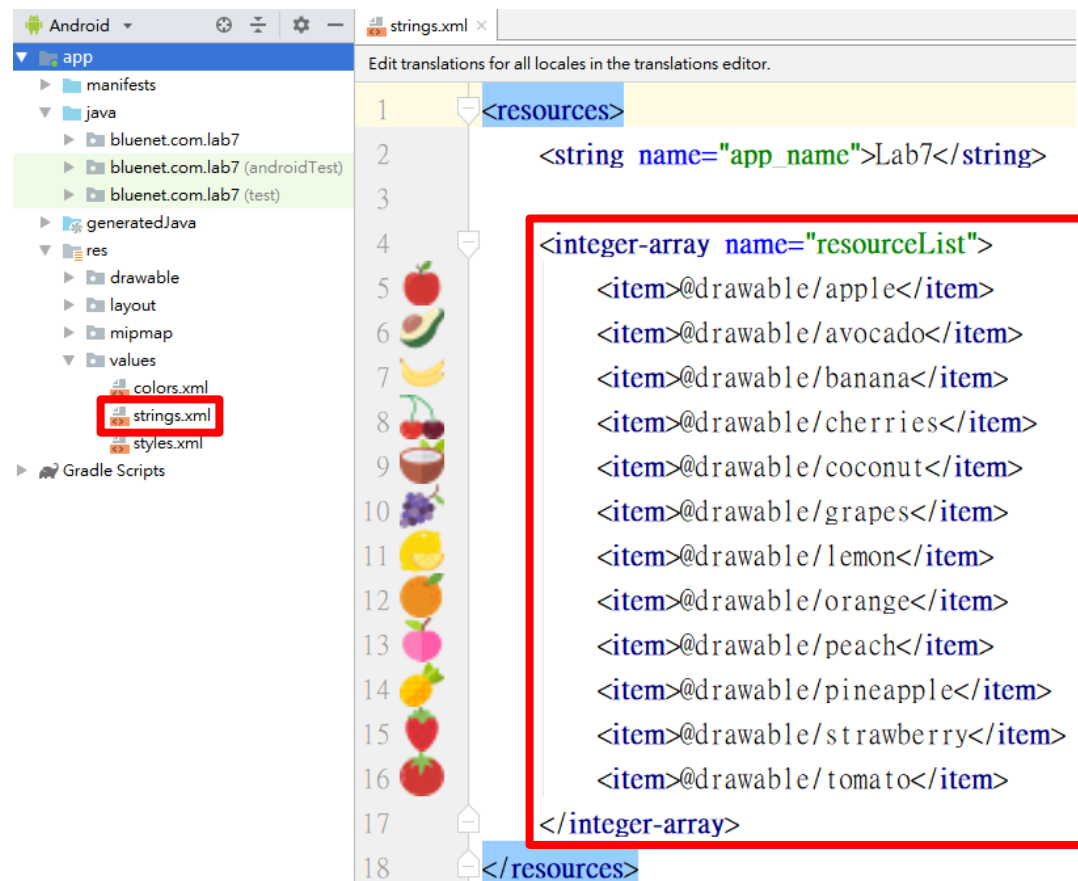 Android
app
manifests
java
bluenet.com.lab7
bluenet.com.lab7 (androidTest)
bluenet.com.lab7 (test)
generatedJava
res
drawable
layout
mipmap
values
colors.xml
strings.xml
styles.xml
Gradle Scripts
strings.xml
Edit translations for all locales in the translations editor.
1 <resources>
2 <string name="app_name">Lab7</string>
3
4 <integer-array name="resourceList">
5 <item>@drawable/apple</item>
6 <item>@drawable/avocado</item>
7 <item>@drawable/banana</item>
8 <item>@drawable/cherries</item>
9 <item>@drawable/coconut</item>
10 <item>@drawable/grapes</item>
11 <item>@drawable/lemon</item>
12 <item>@drawable/orange</item>
13 <item>@drawable/peach</item>
14 <item>@drawable/pineapple</item>
15 <item>@drawable/strawberry</item>
16 <item>@drawable/tomato</item>
17 </integer-array>
18 </resources>